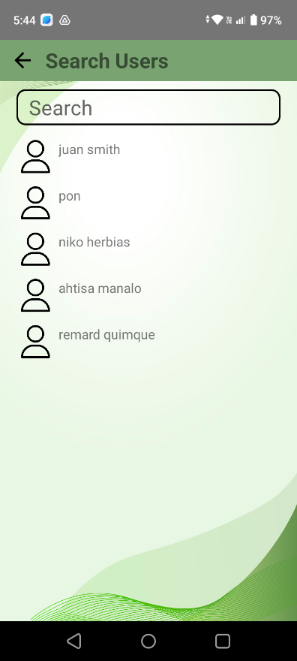 5:44
97%
Search Users
Search
juan smith
pon
niko herbias
ahtisa manalo
remard quimque